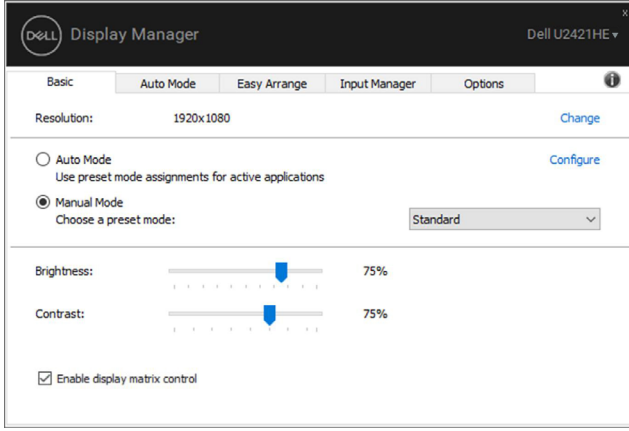 x
DELL Display Manager
Dell U2421HE
Basic Auto Mode Easy Arrange Input Manager Options
Resolution: 1920x1080 Change
Auto Mode Configure
Use preset mode assignments for active applications
Manual Mode
Choose a preset mode: Standard
Brightness: 75%
Contrast: 75%
Enable display matrix control